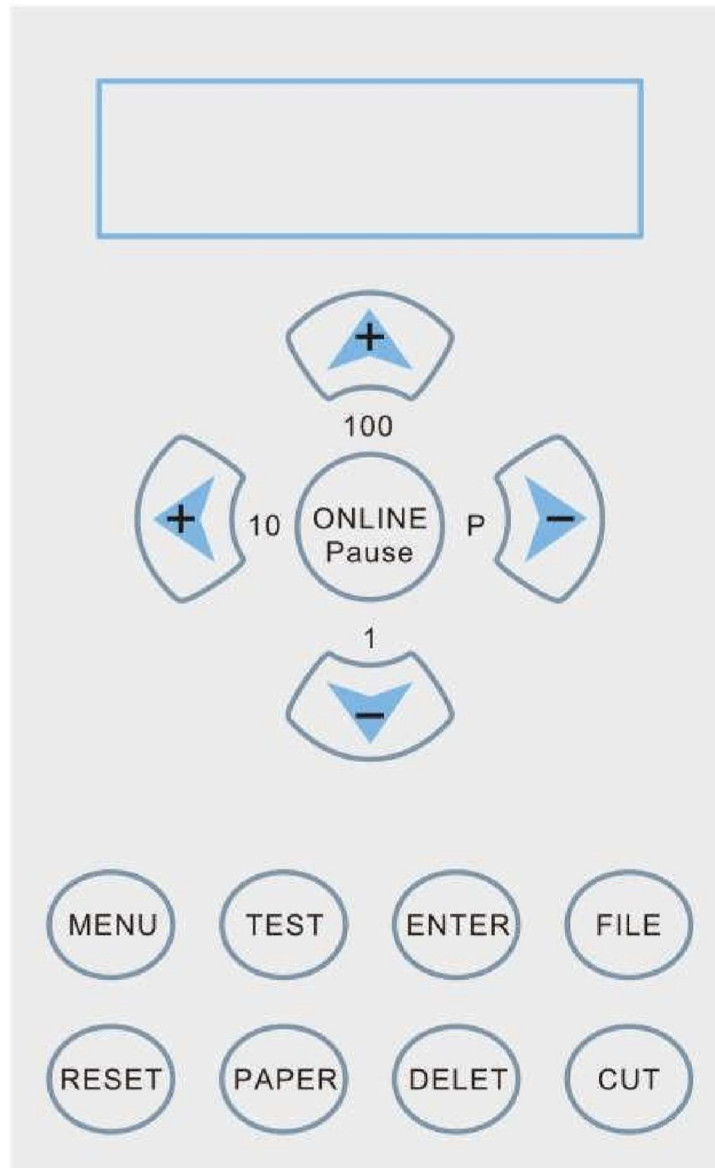 +
100
+ 10 ONLINE P -
Pause
1
-
MENU TEST ENTER FILE
RESET PAPER DELET CUT